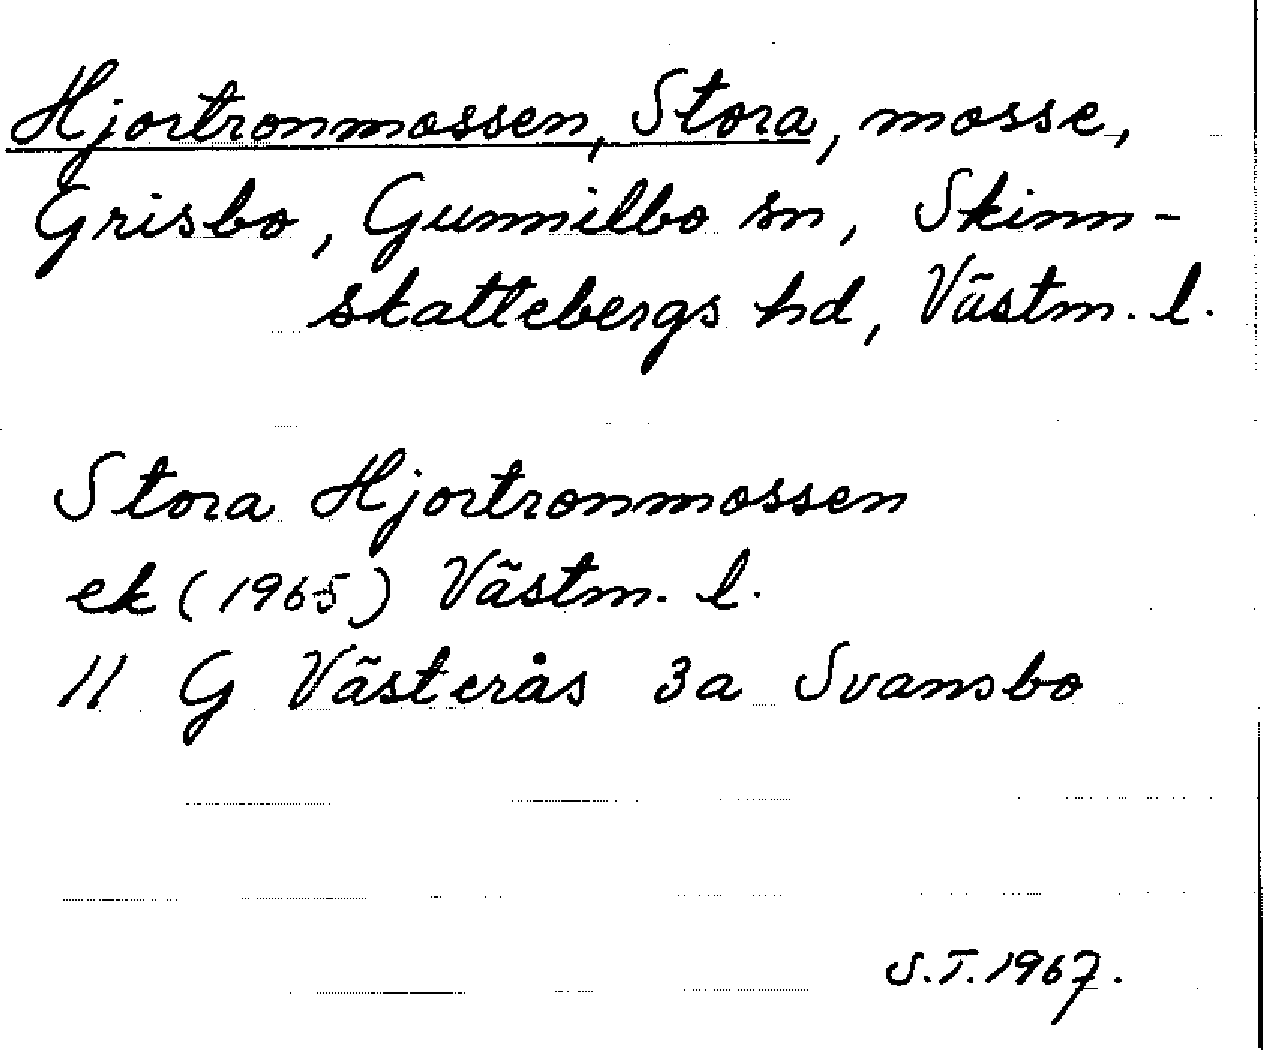 Hjortronmossen, Stora, mosse,
Grisbo, Gunnilbo sn, Skinn-
skattebergs hd, Västm. l.
Stora Hjortronmossen
ek (1965) Västm. l.
11 G Västerås 3a Svansbo
S.T. 1967.